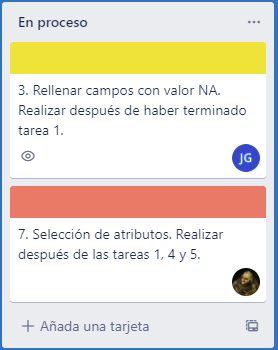 En proceso
3. Rellenar campos con valor NA.
Realizar después de haber terminado
tarea 1.
JG
7. Selección de atributos. Realizar
después de las tareas 1, 4 y 5.
Añada una tarjeta